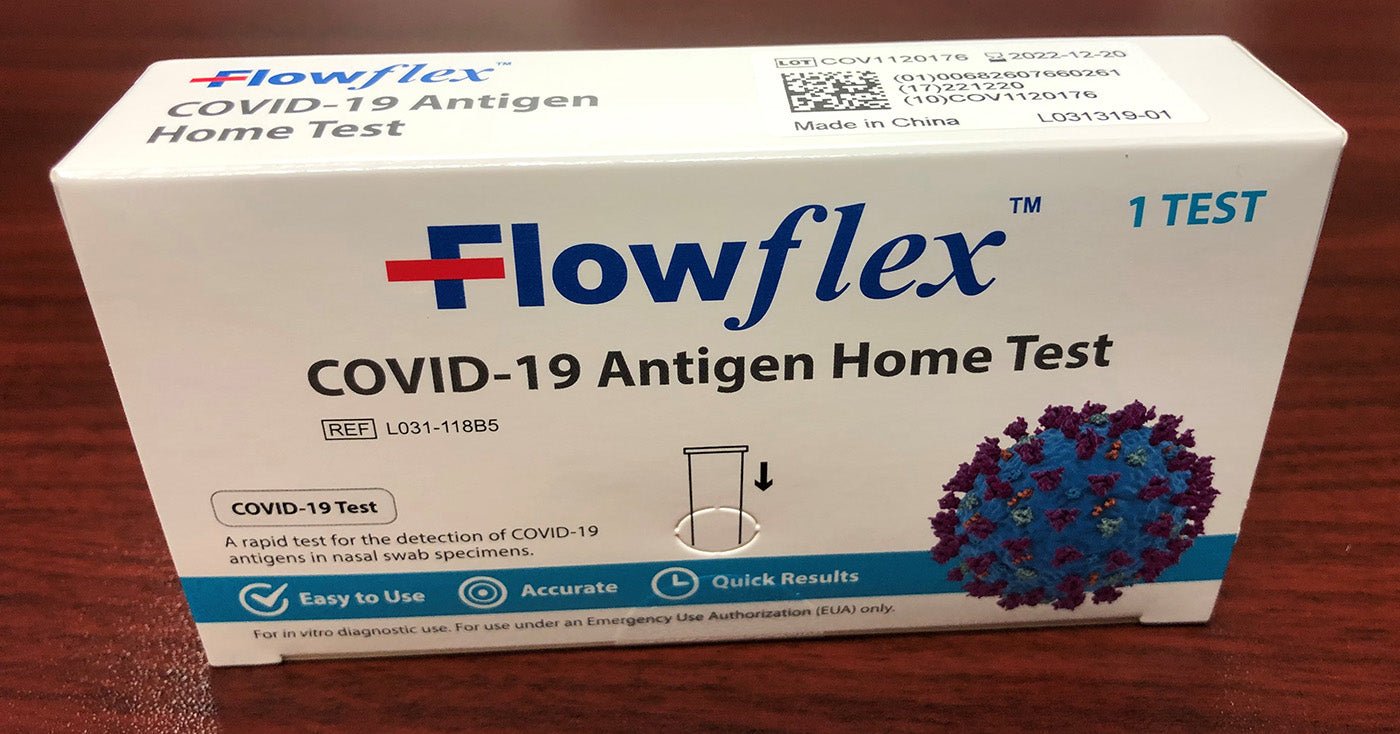 Flowflex™
COVID-19 Antigen
Home Test
LOT COV1120176 2022-12-20
(01)00682607660261
(17)221220
(10)COV1120176
Made in China L031319-01
Flowflex™
1 TEST
COVID-19 Antigen Home Test
REF L031-118B5
COVID-19 Test
A rapid test for the detection of COVID-19
antigens in nasal swab specimens.
Easy to Use Accurate Quick Results
For in vitro diagnostic use. For use under an Emergency Use Authorization (EUA) only.